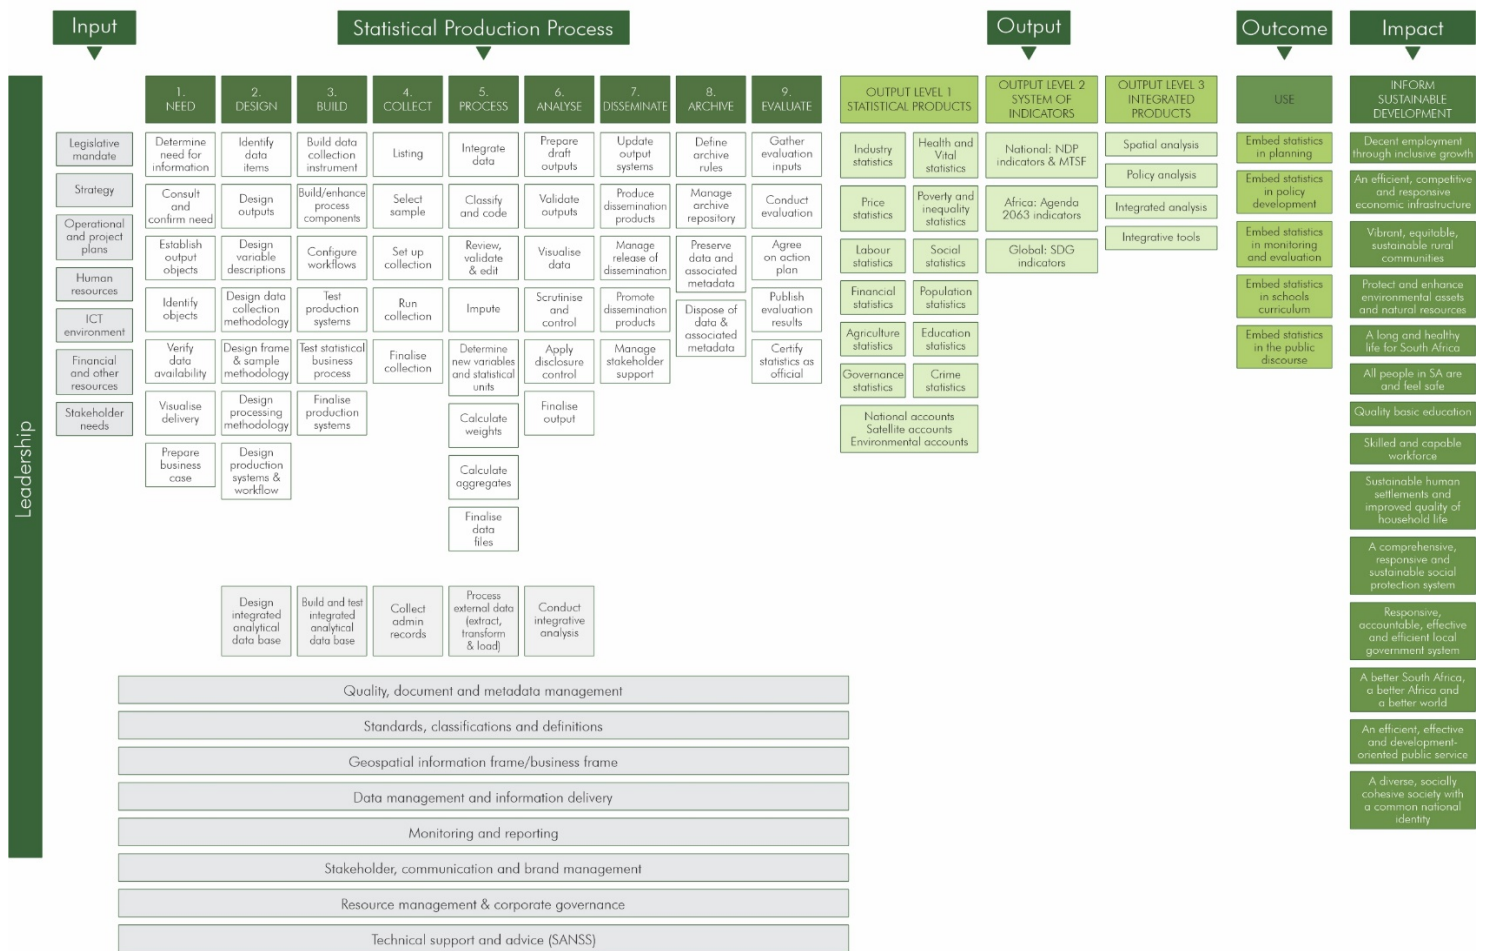 Input
Statistical Production Process
Output
Outcome
Impact
Leadership
Legislative
mandate
Strategy
Operational
and project
plans
Human
resources
ICT
environment
Financial
and other
resources
Stakeholder
needs
1.
NEED
Determine
need for
information
Consult
and
confirm need
Establish
output
objects
Identify
objects
Verify
data
availability
Visualise
delivery
Prepare
business
case
2.
DESIGN
Identify
data
items
Design
outputs
Design
variable
descriptions
Design data
collection
methodology
Design frame
& sample
methodology
Design
processing
methodology
Design
production
systems &
workflow
Design
integrated
analytical
data base
3.
BUILD
Build data
collection
instrument
Build/enhance
process
components
Configure
workflows
Test
production
systems
Test statistical
business
process
Finalise
production
systems
Build and test
integrated
analytical
data base
4.
COLLECT
Listing
Select
sample
Set up
collection
Run
collection
Finalise
collection
Collect
admin
records
5.
PROCESS
Integrate
data
Classify
and code
Review,
validate
& edit
Impute
Determine
new variables
and statistical
units
Calculate
weights
Calculate
aggregates
Finalise
data
files
Process
external data
(extract,
transform
& load)
6.
ANALYSE
Prepare
draft
outputs
Validate
outputs
Visualise
data
Scrutinise
and
control
Apply
disclosure
control
Finalise
output
Conduct
integrative
analysis
7.
DISSEMINATE
Update
output
systems
Produce
dissemination
products
Manage
release of
dissemination
Promote
dissemination
products
Manage
stakeholder
support
8.
ARCHIVE
Define
archive
rules
Manage
archive
repository
Preserve
data and
associated
metadata
Dispose of
data &
associated
metadata
9.
EVALUATE
Gather
evaluation
inputs
Conduct
evaluation
Agree
on action
plan
Publish
evaluation
results
Certify
statistics as
official
OUTPUT LEVEL 1
STATISTICAL PRODUCTS
Industry
statistics
Health and
Vital
statistics
Price
statistics
Poverty and
inequality
statistics
Labour
statistics
Social
statistics
Financial
statistics
Population
statistics
Agriculture
statistics
Education
statistics
Governance
statistics
Crime
statistics
National accounts
Satellite accounts
Environmental accounts
OUTPUT LEVEL 2
SYSTEM OF
INDICATORS
National: NDP
indicators & MTSF
Africa: Agenda
2063 indicators
Global: SDG
indicators
OUTPUT LEVEL 3
INTEGRATED
PRODUCTS
Spatial analysis
Policy analysis
Integrated analysis
Integrative tools
USE
Embed statistics
in planning
Embed statistics
in policy
development
Embed statistics
in monitoring
and evaluation
Embed statistics
in schools
curriculum
Embed statistics
in the public
discourse
INFORM
SUSTAINABLE
DEVELOPMENT
Decent employment
through inclusive growth
An efficient, competitive
and responsive
economic infrastructure
Vibrant, equitable,
sustainable rural
communities
Protect and enhance
environmental assets
and natural resources
A long and healthy
life for South Africa
All people in SA are
and feel safe
Quality basic education
Skilled and capable
workforce
Sustainable human
settlements and
improved quality of
household life
A comprehensive,
responsive and
sustainable social
protection system
Responsive,
accountable, effective
and efficient local
government system
A better South Africa,
a better Africa and
a better world
An efficient, effective
and development-
oriented public service
A diverse, socially
cohesive society with
a common national
identity
Quality, document and metadata management
Standards, classifications and definitions
Geospatial information frame/business frame
Data management and information delivery
Monitoring and reporting
Stakeholder, communication and brand management
Resource management & corporate governance
Technical support and advice (SANSS)